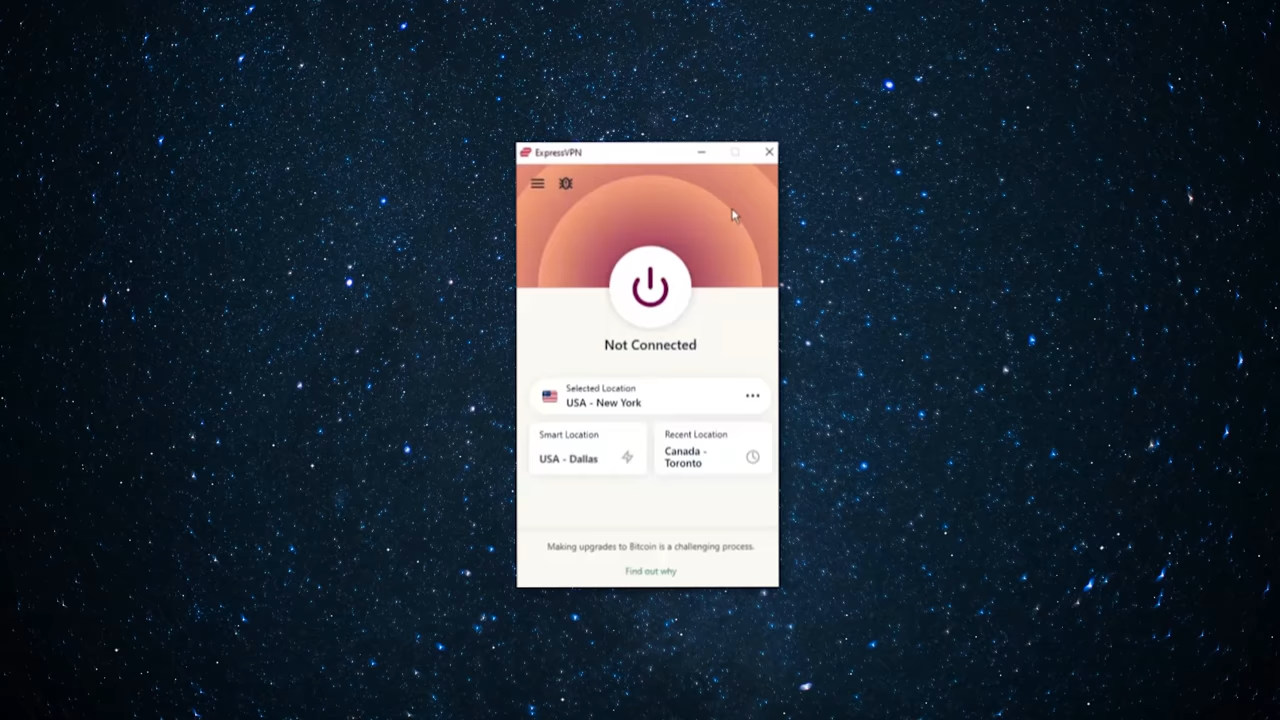 ExpressVPN
Not Connected
Selected Location
USA - New York
Smart Location
USA - Dallas
Recent Location
Canada -
Toronto
Making upgrades to Bitcoin is a challenging process.
Find out why